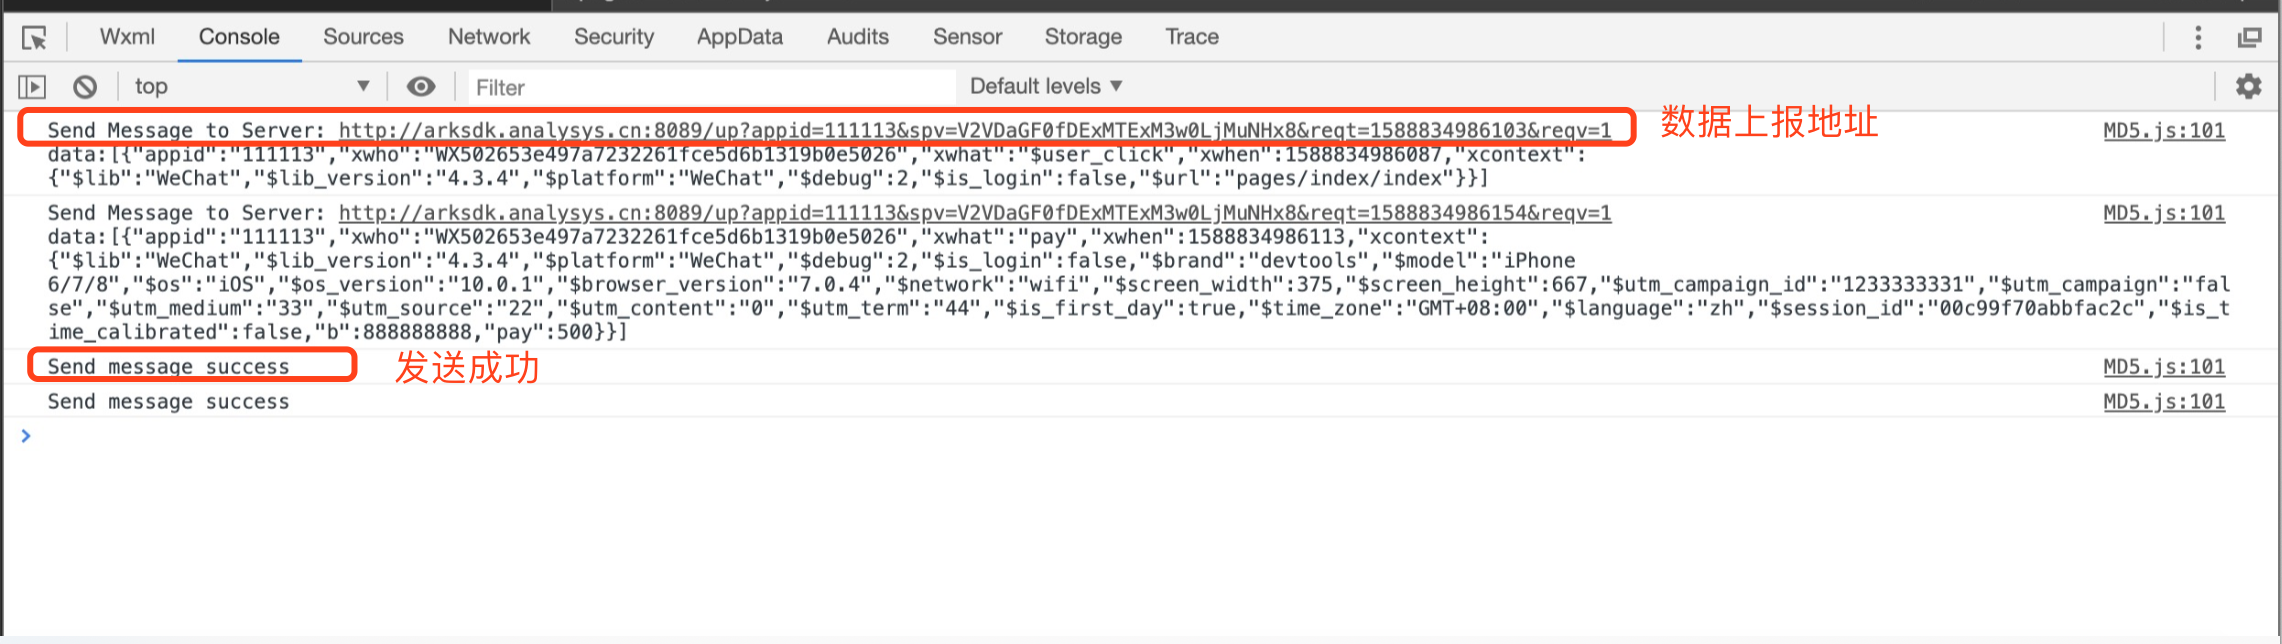 Wxml Console Sources Network Security AppData Audits Sensor Storage Trace
top Filter Default levels
Send Message to Server: http://arksdk.analysys.cn:8089/up?appid=111113&spv=V2VDaGF0fDExMTExM3w0LjMuNHx8&reqt=1588834986103&reqv=1 数据上报地址 MD5.js:101
data:[{"appid":"111113","xwho":"WX502653e497a7232261fce5d6b1319b0e5026","xwhat":"$user_click","xwhen":1588834986087,"xcontext":
{"$lib":"WeChat","$lib_version":"4.3.4","$platform":"WeChat","$debug":2,"$is_login":false,"$url":"pages/index/index"}}]
Send Message to Server: http://arksdk.analysys.cn:8089/up?appid=111113&spv=V2VDaGF0fDExMTExM3w0LjMuNHx8&reqt=1588834986154&reqv=1 MD5.js:101
data:[{"appid":"111113","xwho":"WX502653e497a7232261fce5d6b1319b0e5026","xwhat":"pay","xwhen":1588834986113,"xcontext":
{"$lib":"WeChat","$lib_version":"4.3.4","$platform":"WeChat","$debug":2,"$is_login":false,"$brand":"devtools","$model":"iPhone
6/7/8","$os":"iOS","$os_version":"10.0.1","$browser_version":"7.0.4","$network":"wifi","$screen_width":375,"$screen_height":667,"$utm_campaign_id":"1233333331","$utm_campaign":"fal
se","$utm_medium":"33","$utm_source":"22","$utm_content":"0","$utm_term":"44","$is_first_day":true,"$time_zone":"GMT+08:00","$language":"zh","$session_id":"00c99f70abbfac2c","$is_t
ime_calibrated":false,"b":888888888,"pay":500}}]
Send message success 发送成功 MD5.js:101
Send message success MD5.js:101